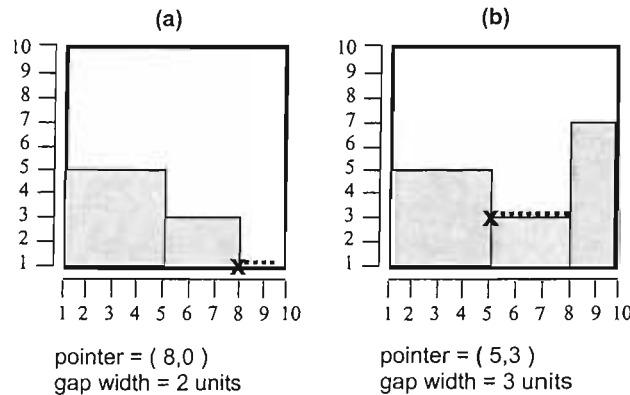 (a)
10
9
8
7
6
5
4
3
2
1
1 2 3 4 5 6 7 8 9 10
pointer = ( 8,0 )
gap width = 2 units
(b)
10
9
8
7
6
5
4
3
2
1
1 2 3 4 5 6 7 8 9 10
pointer = ( 5,3 )
gap width = 3 units